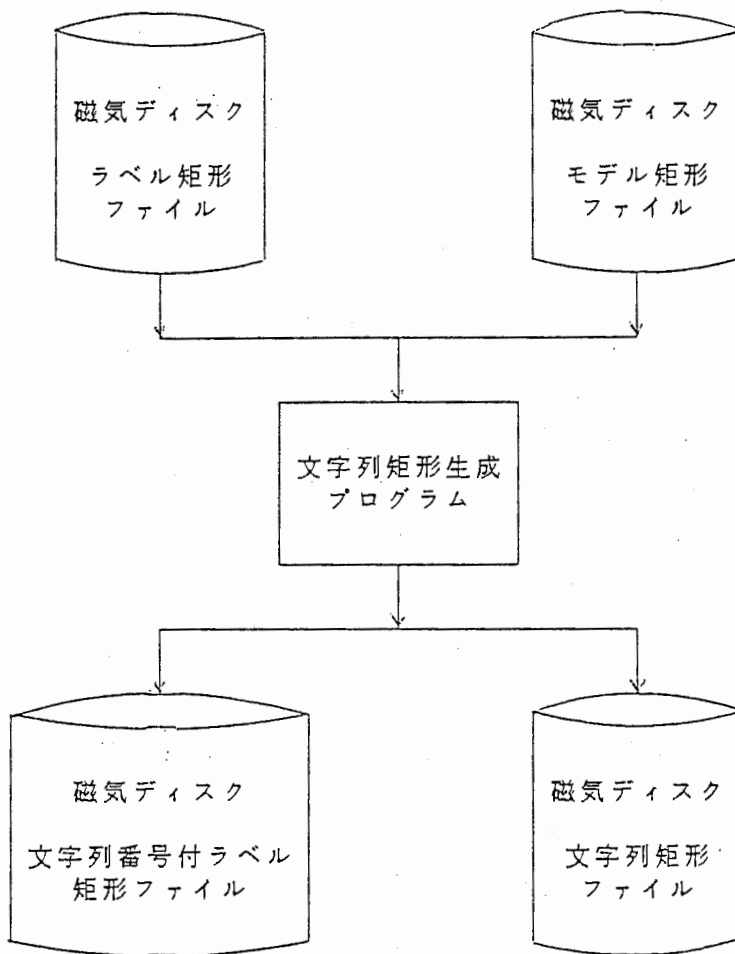 磁気ディスク
ラベル矩形
ファイル
磁気ディスク
モデル矩形
ファイル
文字列矩形生成
プログラム
磁気ディスク
文字列番号付ラベル
矩形ファイル
磁気ディスク
文字列矩形
ファイル